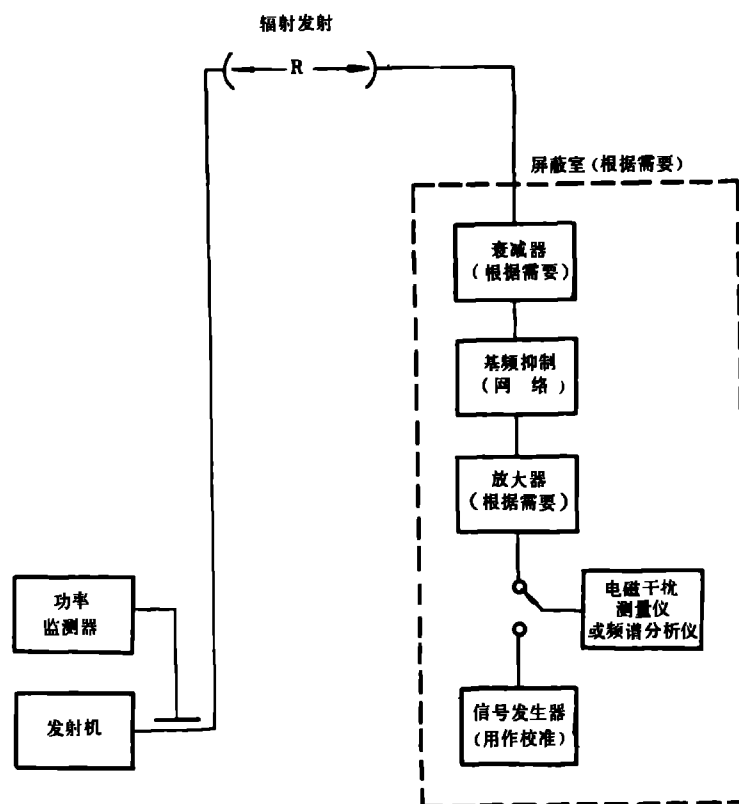 辐射发射
R
屏蔽室(根据需要)
衰减器
(根据需要)
基频抑制
(网 络)
放大器
(根据需要)
电磁干扰
测量仪
或频谱分析仪
功率
监测器
发射机
信号发生器
(用作校准)